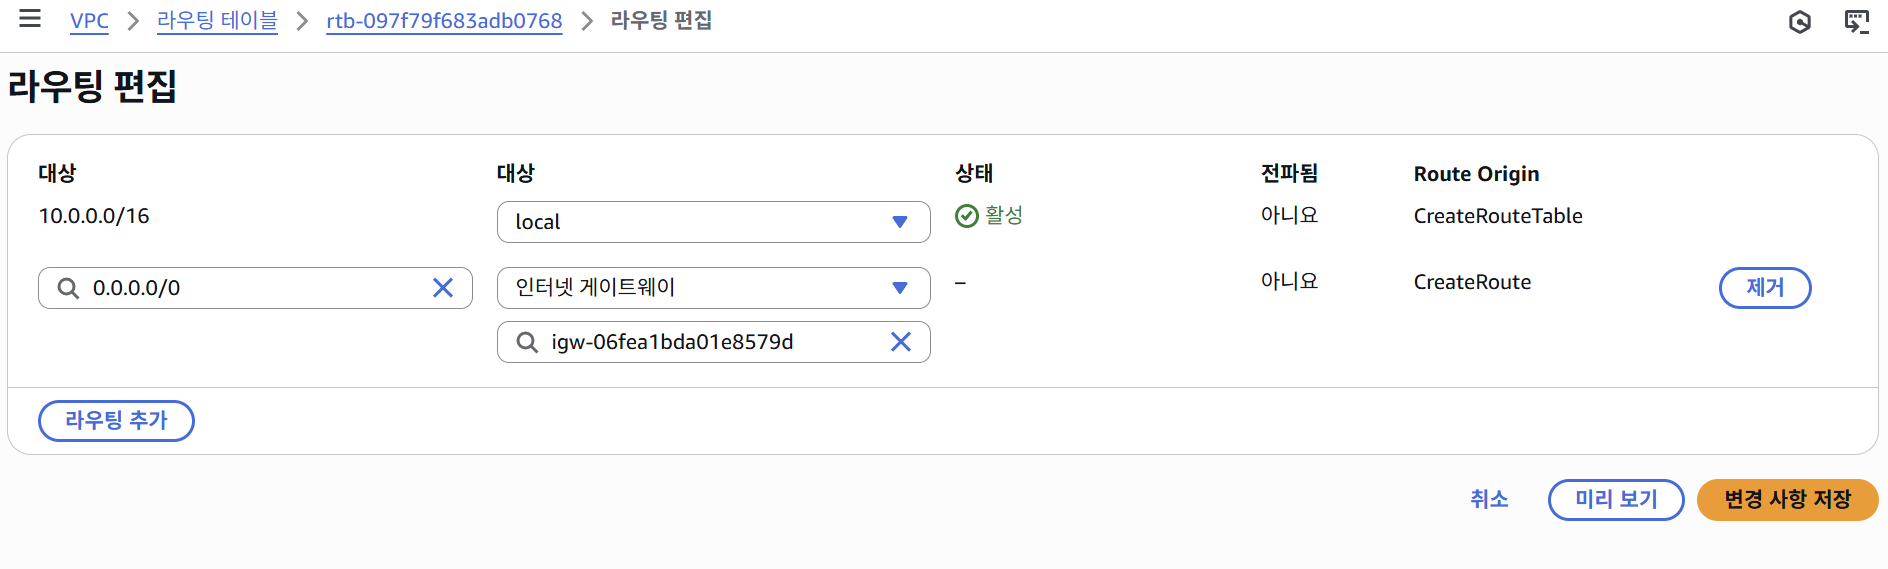 VPC > 라우팅 테이블 > rtb-097f79f683adb0768 > 라우팅 편집
라우팅 편집
대상 대상 상태 전파됨 Route Origin
10.0.0.0/16 local 활성 아니요 CreateRouteTable
0.0.0.0/0 인터넷 게이트웨이 – 아니요 CreateRoute 제거
igw-06fea1bda01e8579d
라우팅 추가
취소 미리 보기 변경 사항 저장